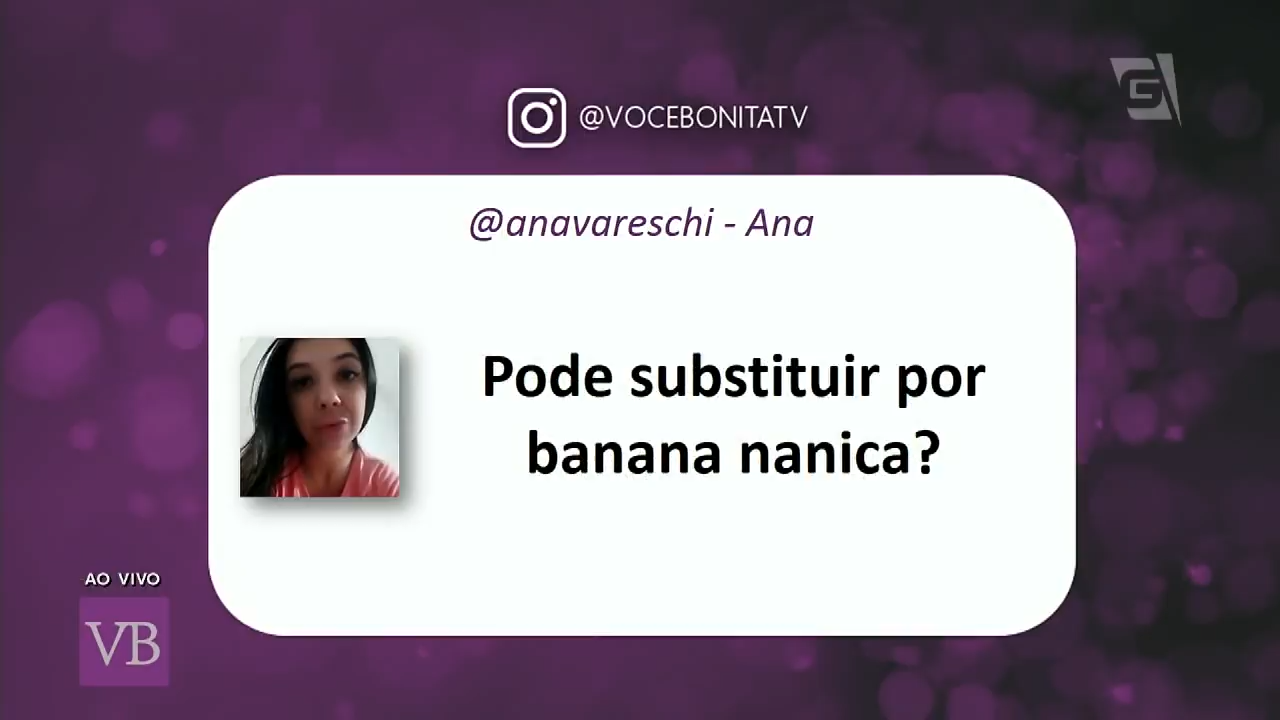 @VOCEBONITATV
@anavareschi - Ana
Pode substituir por
banana nanica?
AO VIVO
VB